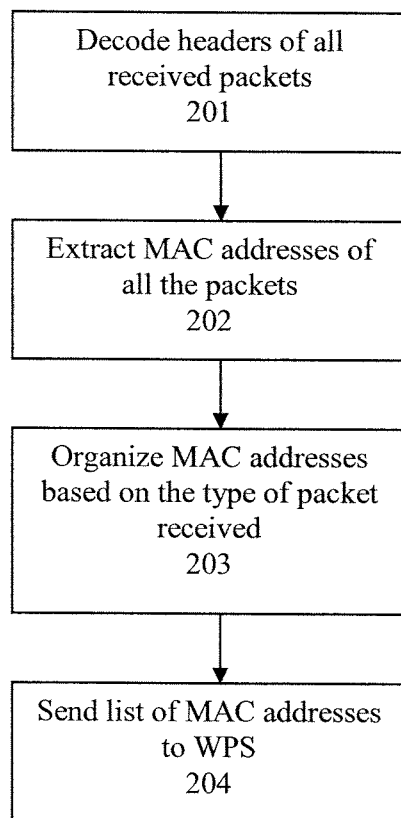 Decode headers of all
received packets
201
Extract MAC addresses of
all the packets
202
Organize MAC addresses
based on the type of packet
received
203
Send list of MAC addresses
to WPS
204